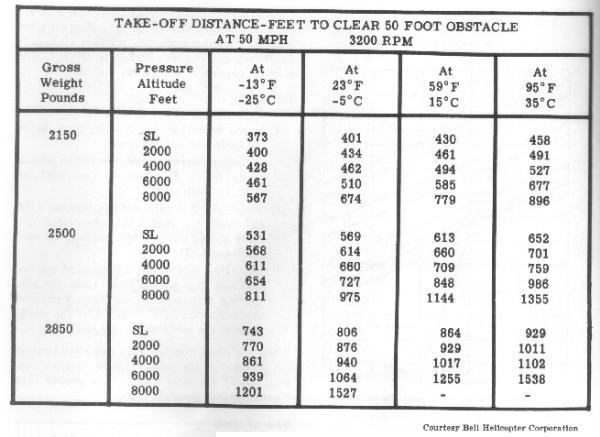 TAKE-OFF DISTANCE-FEET TO CLEAR 50 FOOT OBSTACLE
AT 50 MPH 3200 RPM
Gross Weight Pounds Pressure Altitude Feet At -13°F -25°C At 23°F -5°C At 59°F 15°C At 95°F 35°C
2150 SL 373 401 430 458
2000 400 434 461 491
4000 428 462 494 527
6000 461 510 585 677
8000 567 674 779 896
2500 SL 531 569 613 652
2000 568 614 660 701
4000 611 660 709 759
6000 654 727 848 986
8000 811 975 1144 1355
2850 SL 743 806 864 929
2000 770 876 929 1011
4000 861 940 1017 1102
6000 939 1064 1255 1538
8000 1201 1527 - -
Courtesy Bell Helicopter Corporation